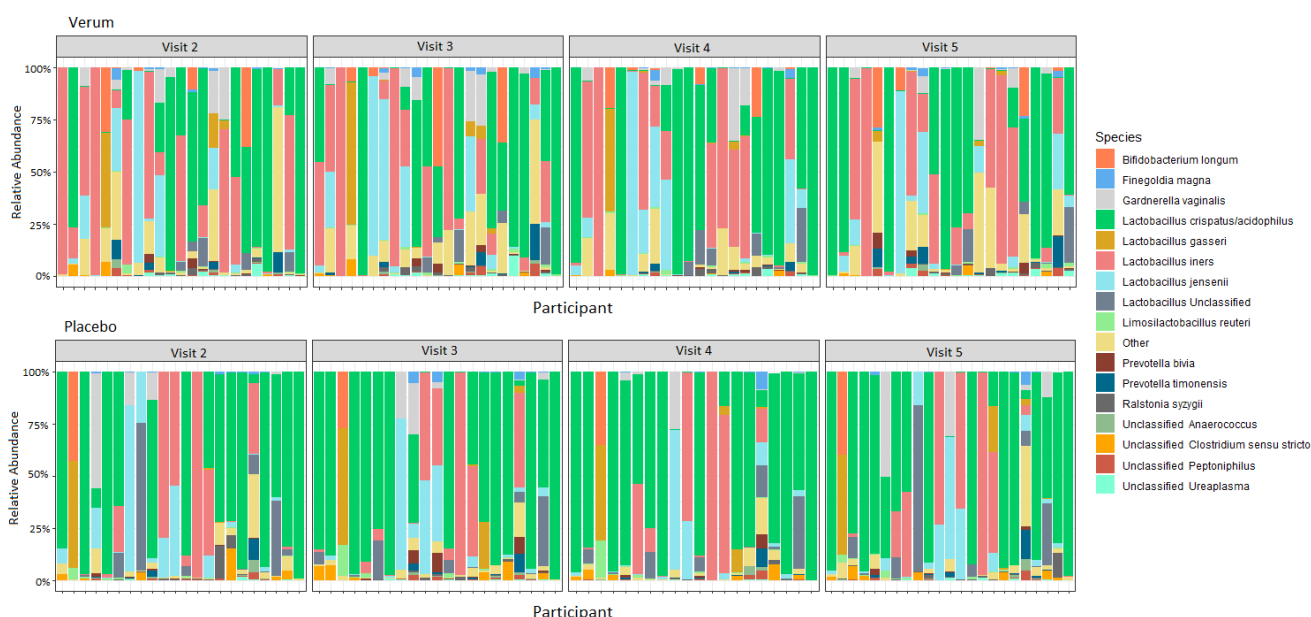 Verum
Visit 2 Visit 3 Visit 4 Visit 5
100%
75%
50%
25%
0%
Relative Abundance
Participant
Placebo
Visit 2 Visit 3 Visit 4 Visit 5
100%
75%
50%
25%
0%
Relative Abundance
Participant
Species
Bifidobacterium longum
Finegoldia magna
Gardnerella vaginalis
Lactobacillus crispatus/acidophilus
Lactobacillus gasseri
Lactobacillus iners
Lactobacillus jensenii
Lactobacillus Unclassified
Limosilactobacillus reuteri
Other
Prevotella bivia
Prevotella timonensis
Ralstonia syzygii
Unclassified Anaerococcus
Unclassified Clostridium sensu stricto
Unclassified Peptoniphilus
Unclassified Ureaplasma